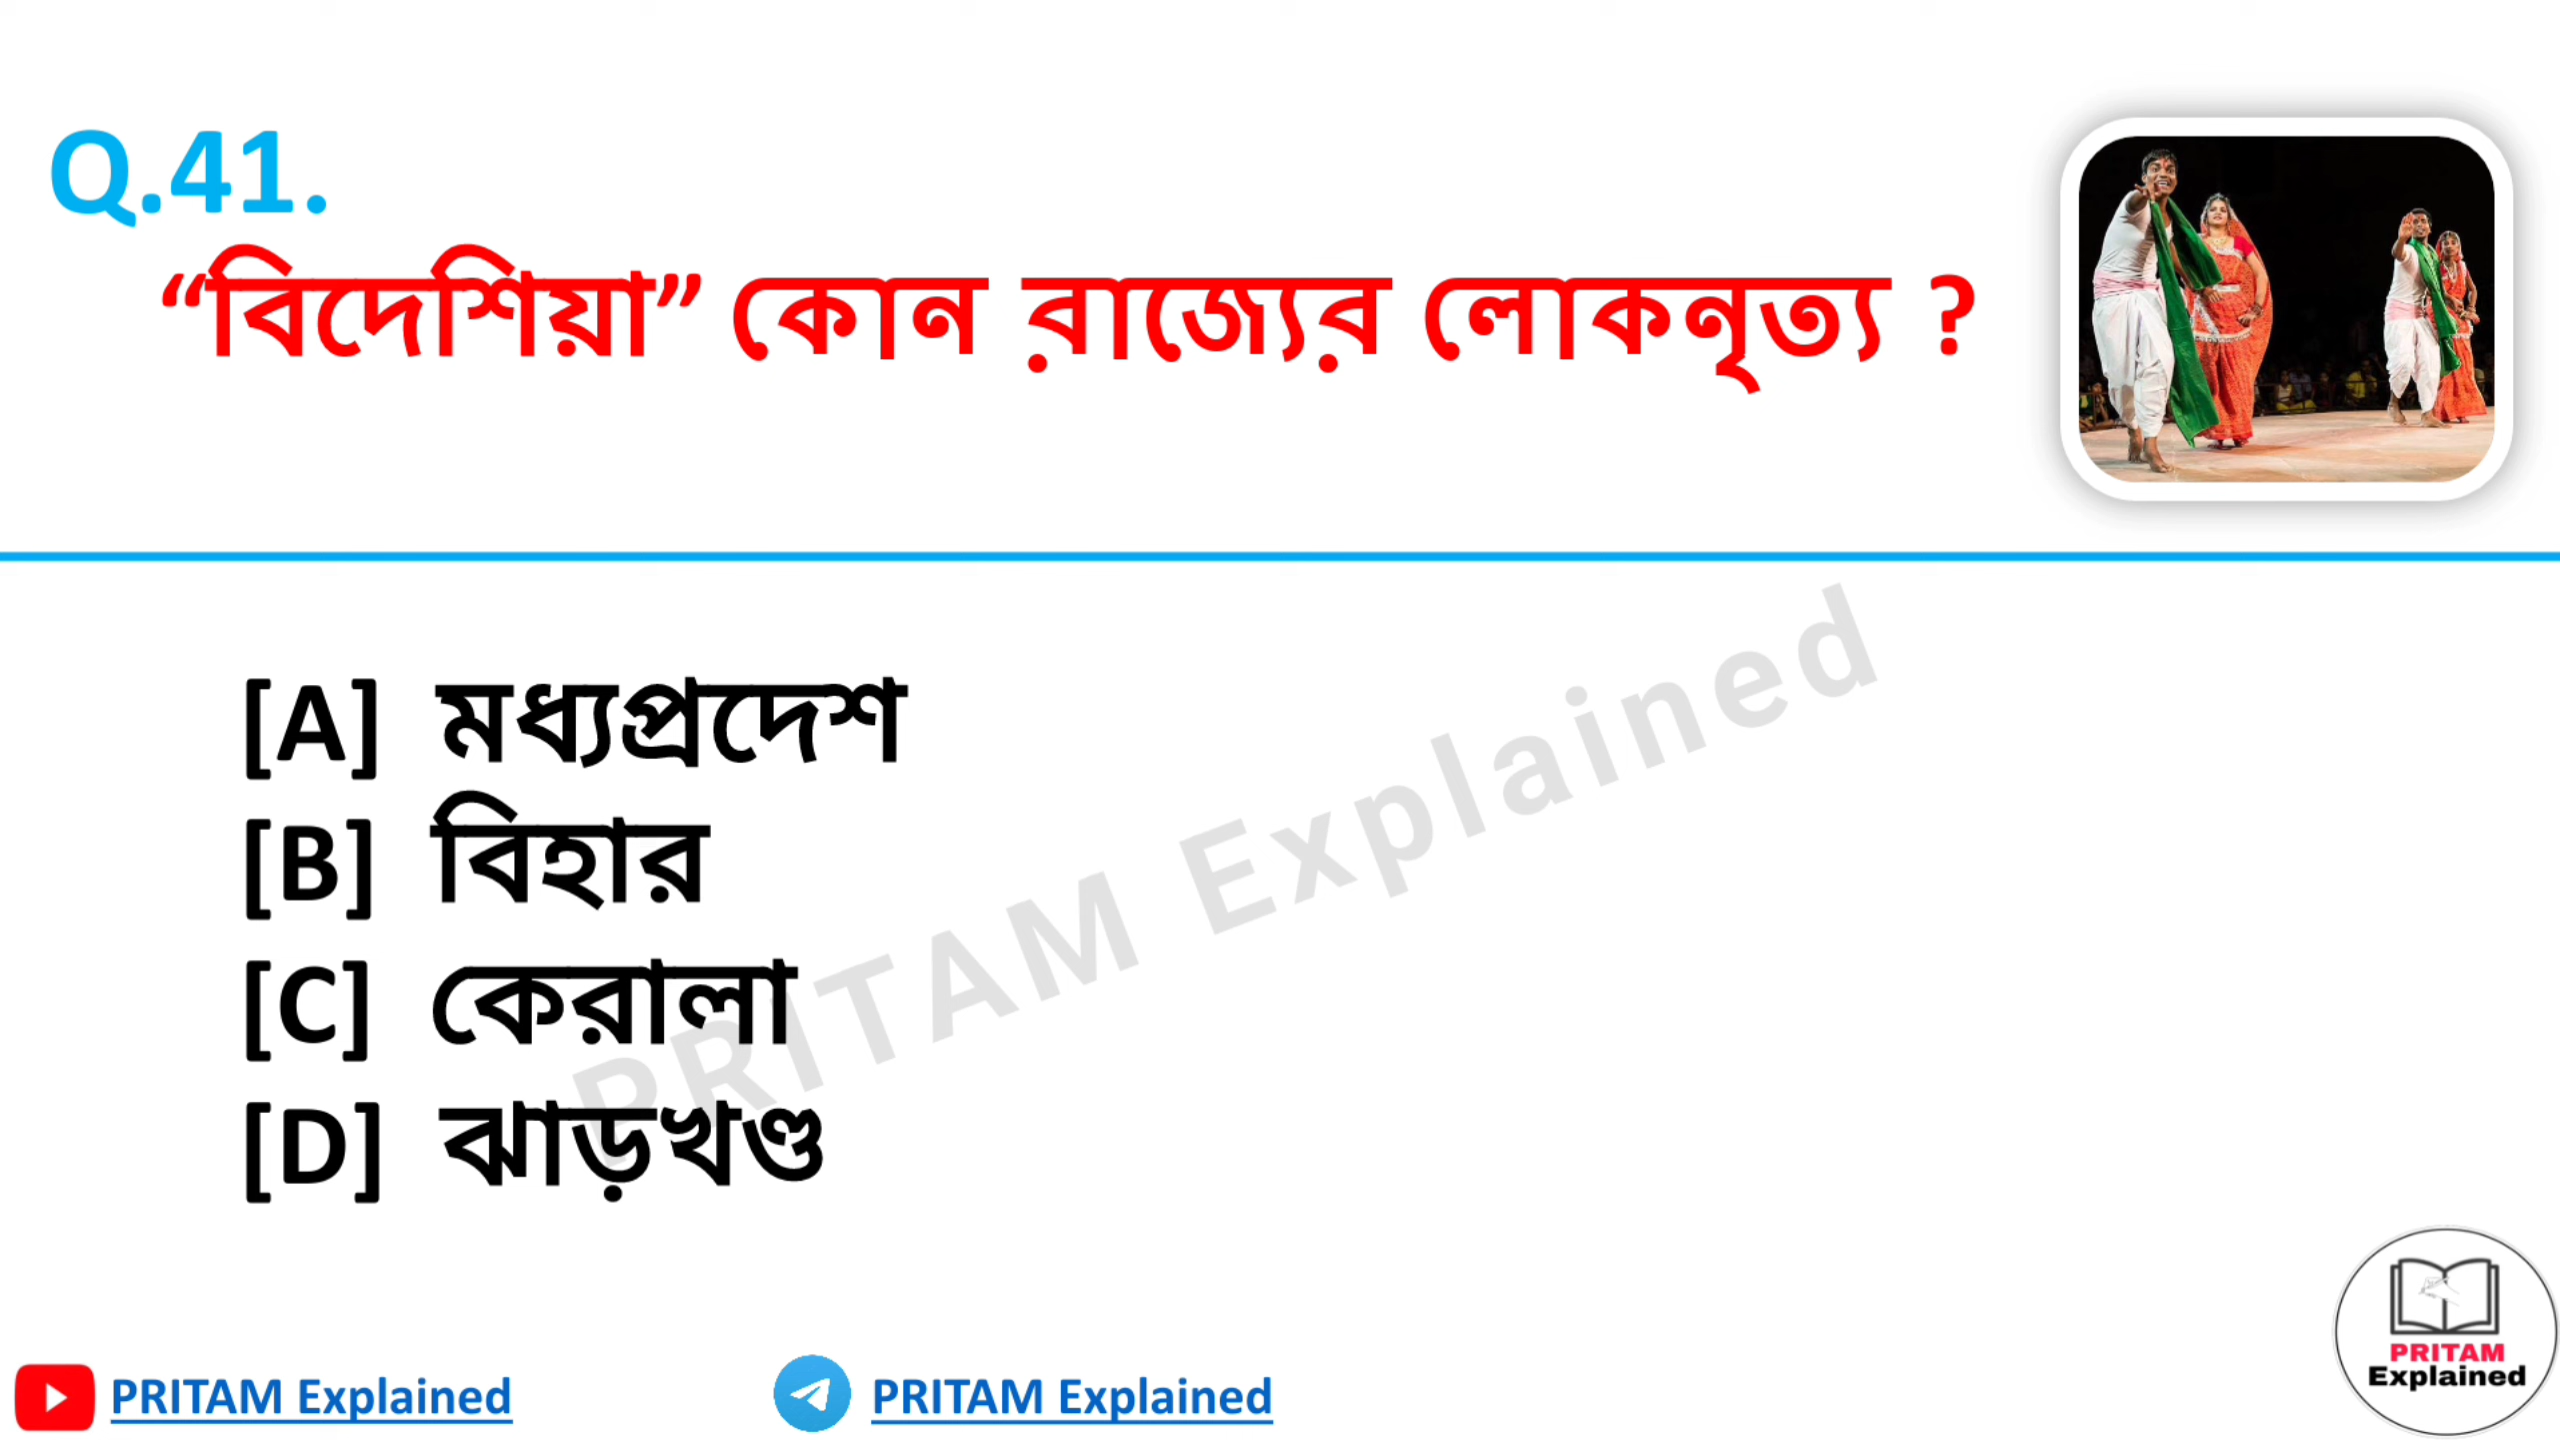 Q.41.
“বিদেশিয়া” কোন রাজ্যের লোকনৃত্য ?
[A] মধ্যপ্রদেশ
[B] বিহার
[C] কেরালা
[D] ঝাড়খণ্ড
PRITAM Explained
PRITAM Explained
PRITAM Explained
PRITAM
Explained